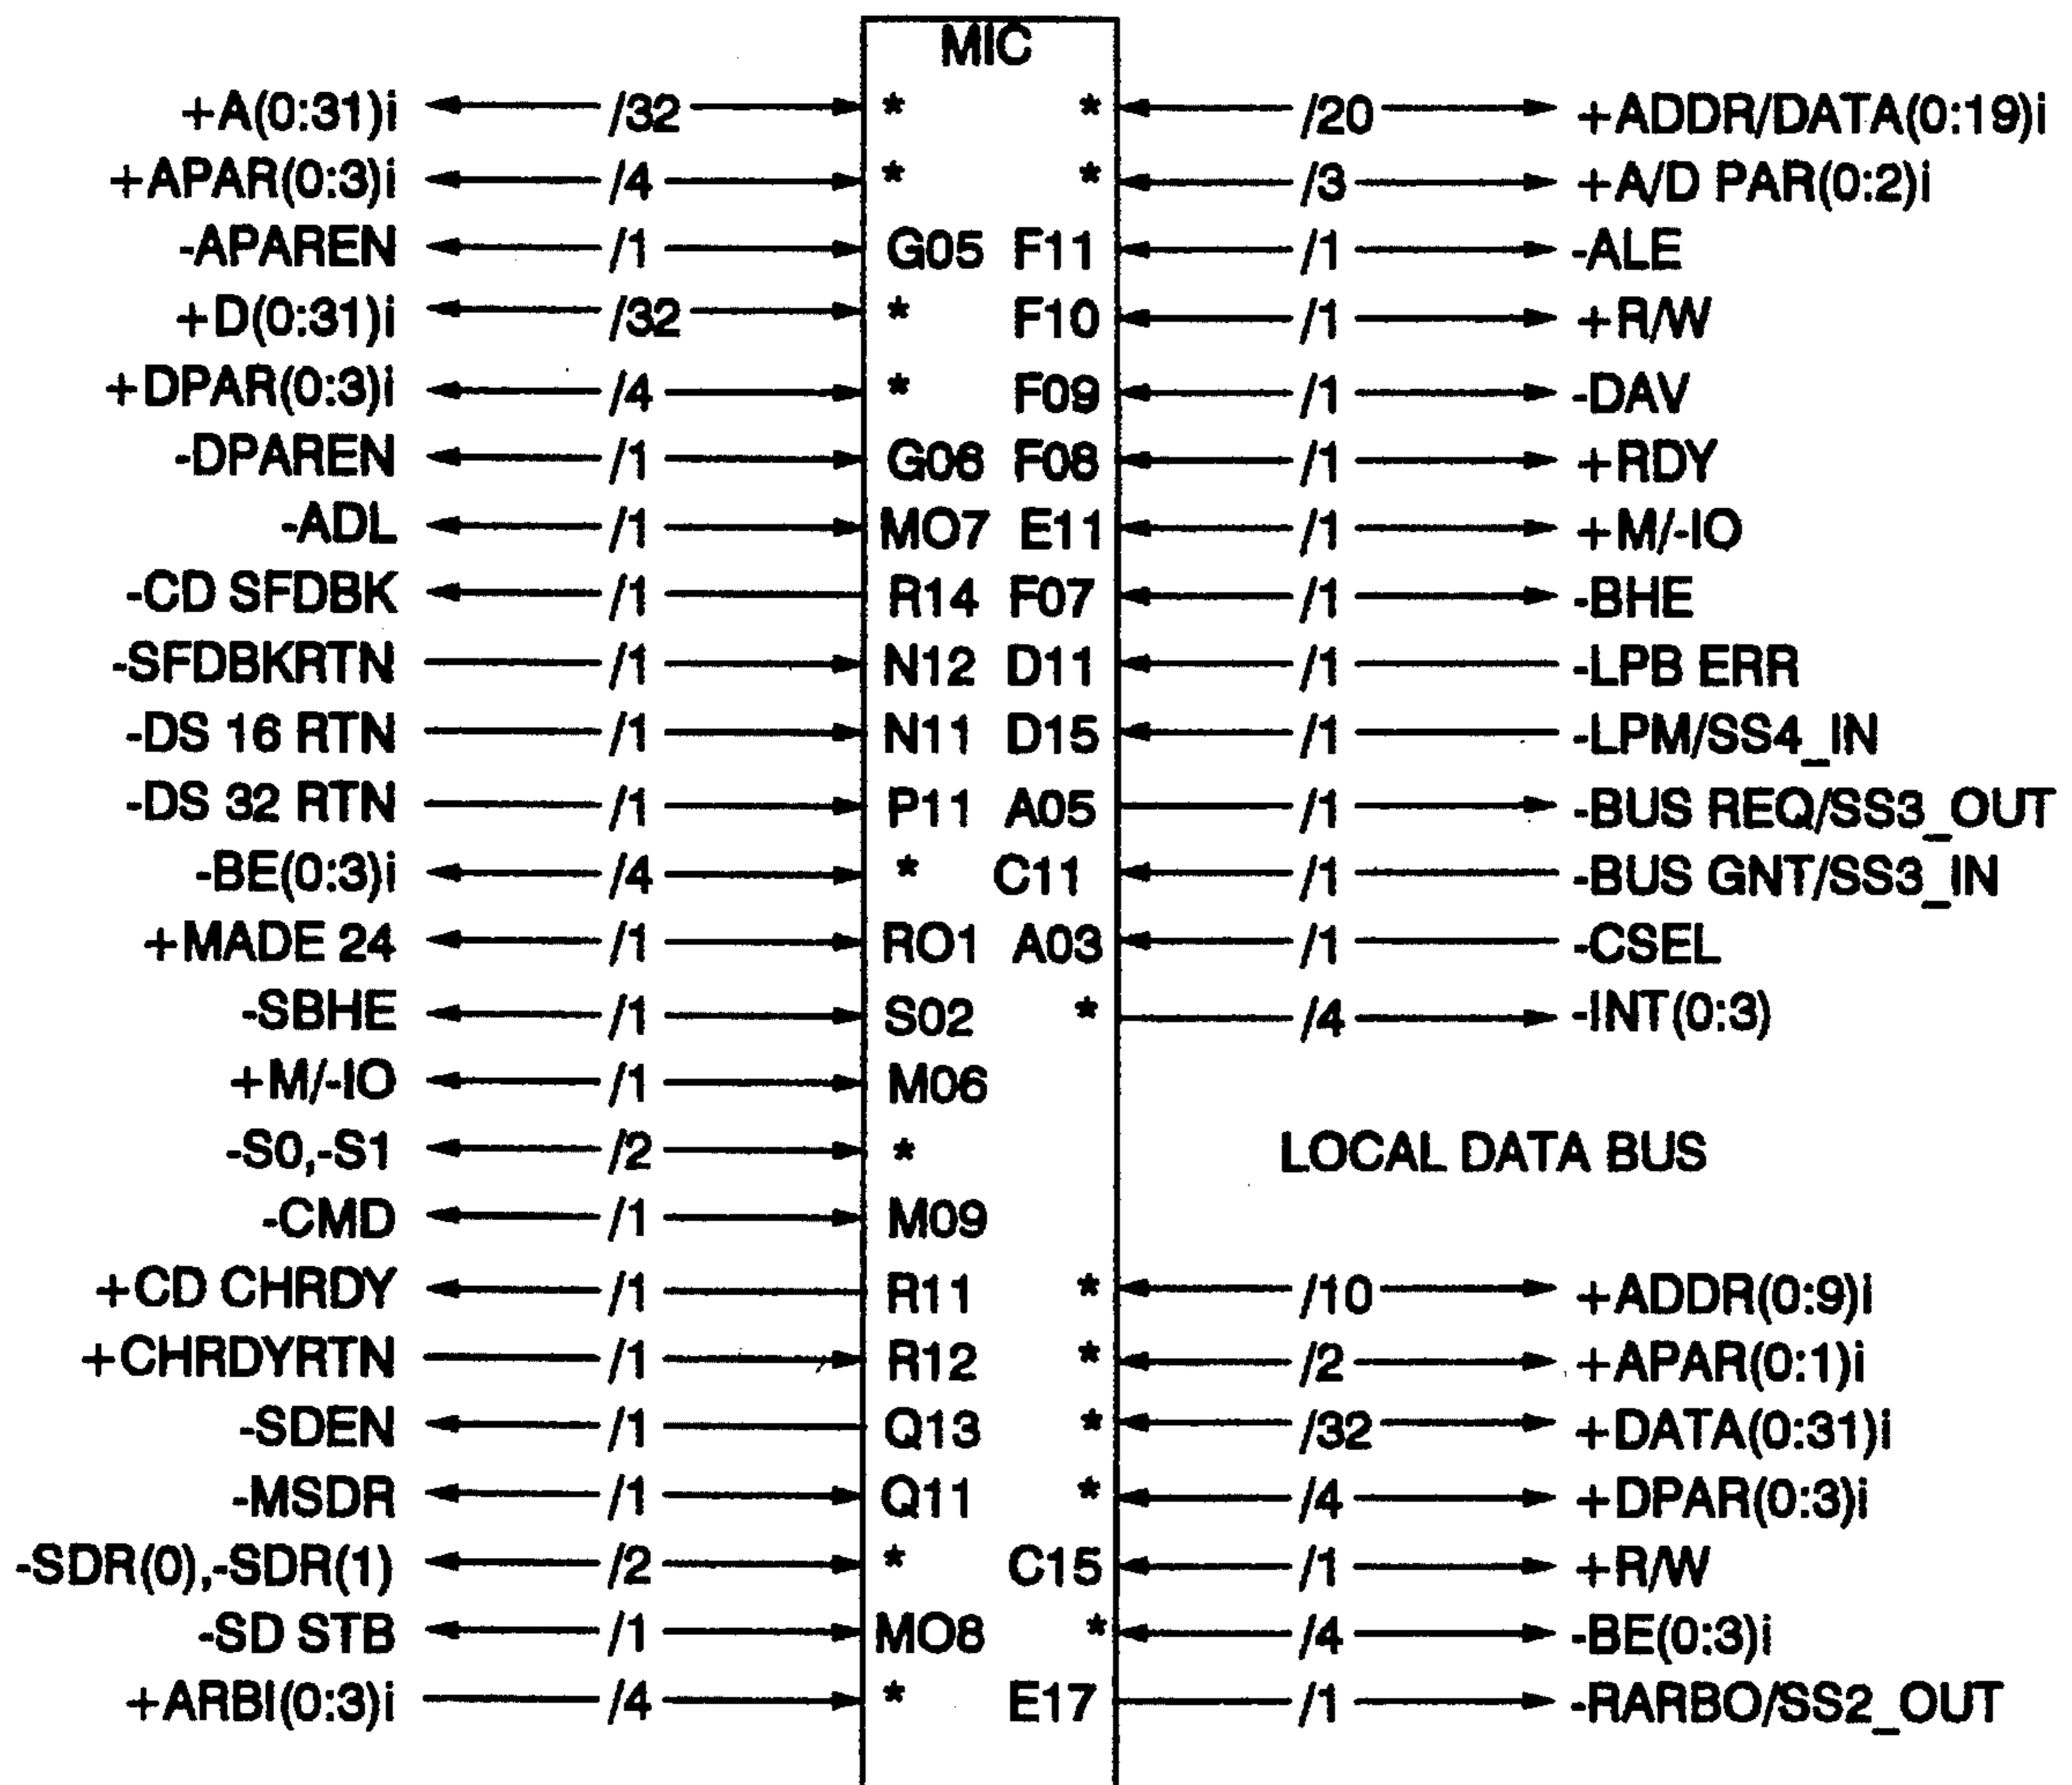 MIC
+A(0:31)i /32 * * /20 +ADDR/DATA(0:19)i
+APAR(0:3)i /4 * * /3 +A/D PAR(0:2)i
-APAREN /1 G05 F11 /1 -ALE
+D(0:31)i /32 * F10 /1 +R/W
+DPAR(0:3)i /4 * F09 /1 -DAV
-DPAREN /1 G06 F08 /1 +RDY
-ADL /1 MO7 E11 /1 +M/-IO
-CD SFDBK /1 R14 F07 /1 -BHE
-SFDBKRTN /1 N12 D11 /1 -LPB ERR
-DS 16 RTN /1 N11 D15 /1 -LPM/SS4_IN
-DS 32 RTN /1 P11 A05 /1 -BUS REQ/SS3_OUT
-BE(0:3)i /4 * C11 /1 -BUS GNT/SS3_IN
+MADE 24 /1 RO1 A03 /1 -CSEL
-SBHE /1 S02 * /4 -INT(0:3)
+M/-IO /1 M06
-S0,-S1 /2 * LOCAL DATA BUS
-CMD /1 M09
+CD CHRDY /1 R11 * /10 +ADDR(0:9)i
+CHRDYRTN /1 R12 * /2 +APAR(0:1)i
-SDEN /1 Q13 * /32 +DATA(0:31)i
-MSDR /1 Q11 * /4 +DPAR(0:3)i
-SDR(0),-SDR(1) /2 * C15 /1 +R/W
-SD STB /1 MO8 * /4 -BE(0:3)i
+ARBI(0:3)i /4 * E17 /1 -RARBO/SS2_OUT